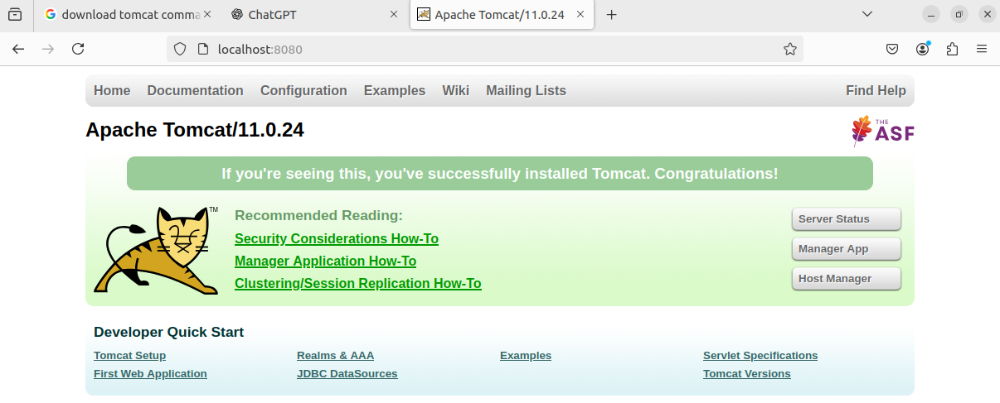 download tomcat comma
ChatGPT
Apache Tomcat/11.0.24
localhost:8080
Home Documentation Configuration Examples Wiki Mailing Lists Find Help
Apache Tomcat/11.0.24
THE
ASF
If you're seeing this, you've successfully installed Tomcat. Congratulations!
TM
Recommended Reading:
Security Considerations How-To
Manager Application How-To
Clustering/Session Replication How-To
Server Status
Manager App
Host Manager
Developer Quick Start
Tomcat Setup Realms & AAA Examples Servlet Specifications
First Web Application JDBC DataSources Tomcat Versions